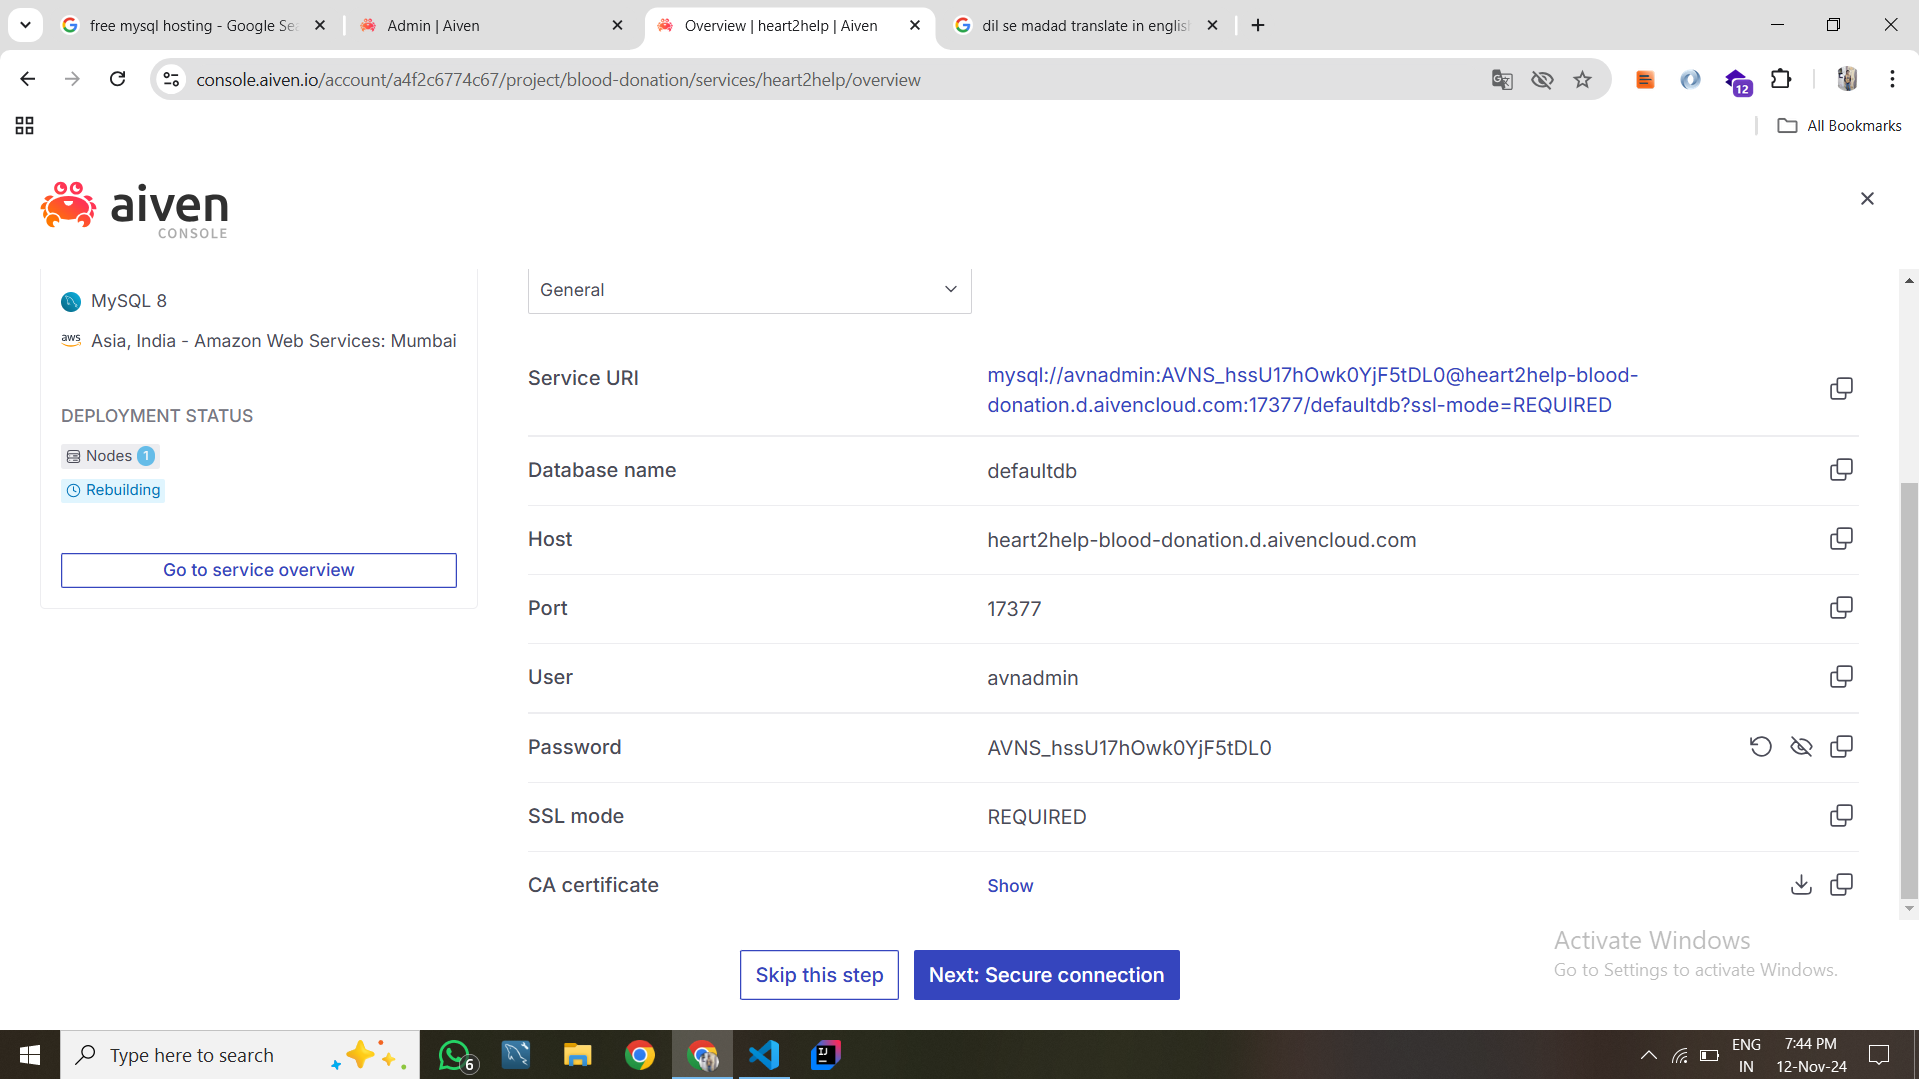 free mysql hosting - Google Sea
Admin | Aiven
Overview | heart2help | Aiven
dil se madad translate in english
console.aiven.io/account/a4f2c6774c67/project/blood-donation/services/heart2help/overview
12
All Bookmarks
aiven
CONSOLE
MySQL 8
aws Asia, India - Amazon Web Services: Mumbai
DEPLOYMENT STATUS
Nodes 1
Rebuilding
Go to service overview
General
Service URI
mysql://avnadmin:AVNS_hssU17hOwk0YjF5tDL0@heart2help-blood-
donation.d.aivencloud.com:17377/defaultdb?ssl-mode=REQUIRED
Database name
defaultdb
Host
heart2help-blood-donation.d.aivencloud.com
Port
17377
User
avnadmin
Password
AVNS_hssU17hOwk0YjF5tDL0
SSL mode
REQUIRED
CA certificate
Show
Skip this step
Next: Secure connection
Activate Windows
Go to Settings to activate Windows.
Type here to search
6
IJ
ENG
IN
7:44 PM
12-Nov-24